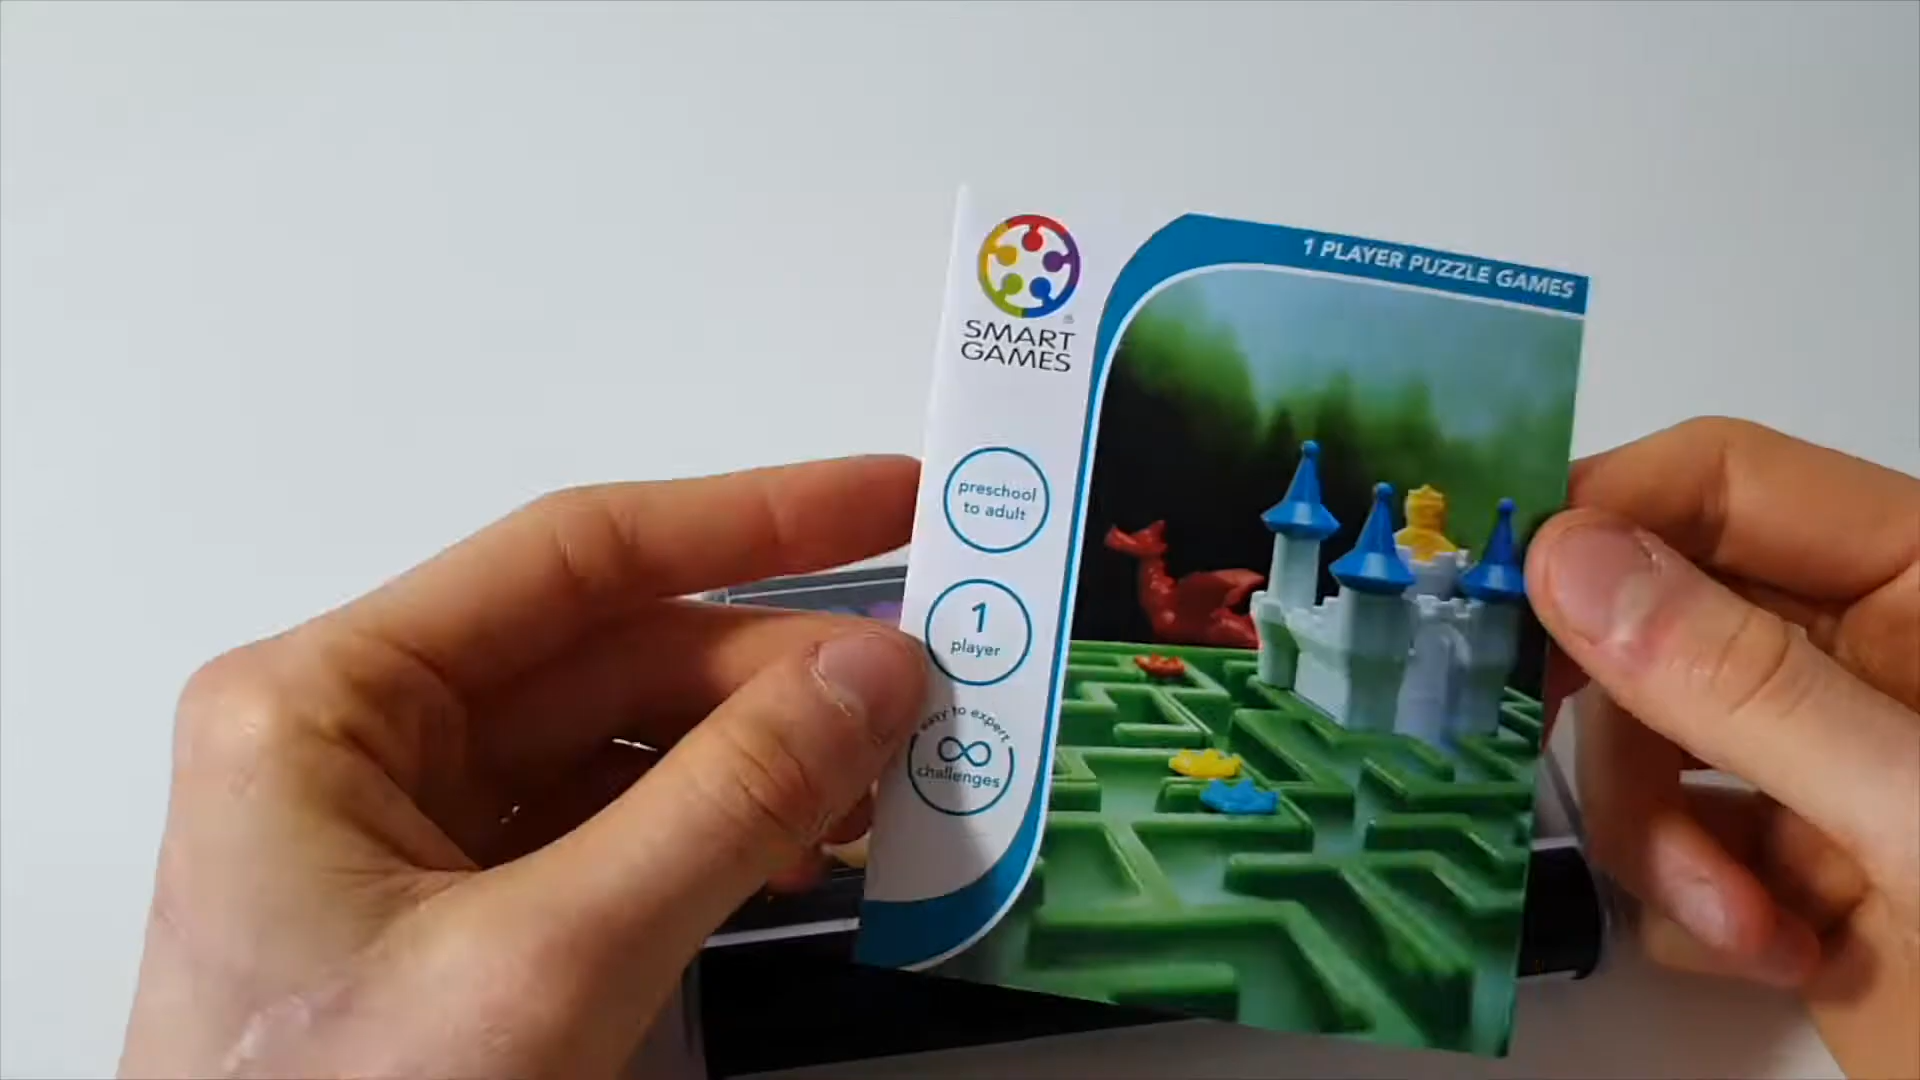 1 PLAYER PUZZLE GAMES
SMART
GAMES
preschool
to adult
1
player
easy to expert
∞
challenges